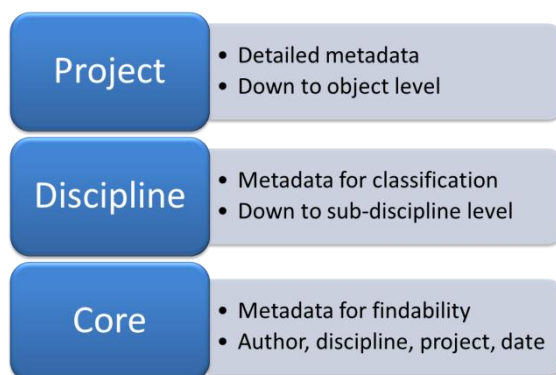 Project
• Detailed metadata
• Down to object level
Discipline
• Metadata for classification
• Down to sub-discipline level
Core
• Metadata for findability
• Author, discipline, project, date